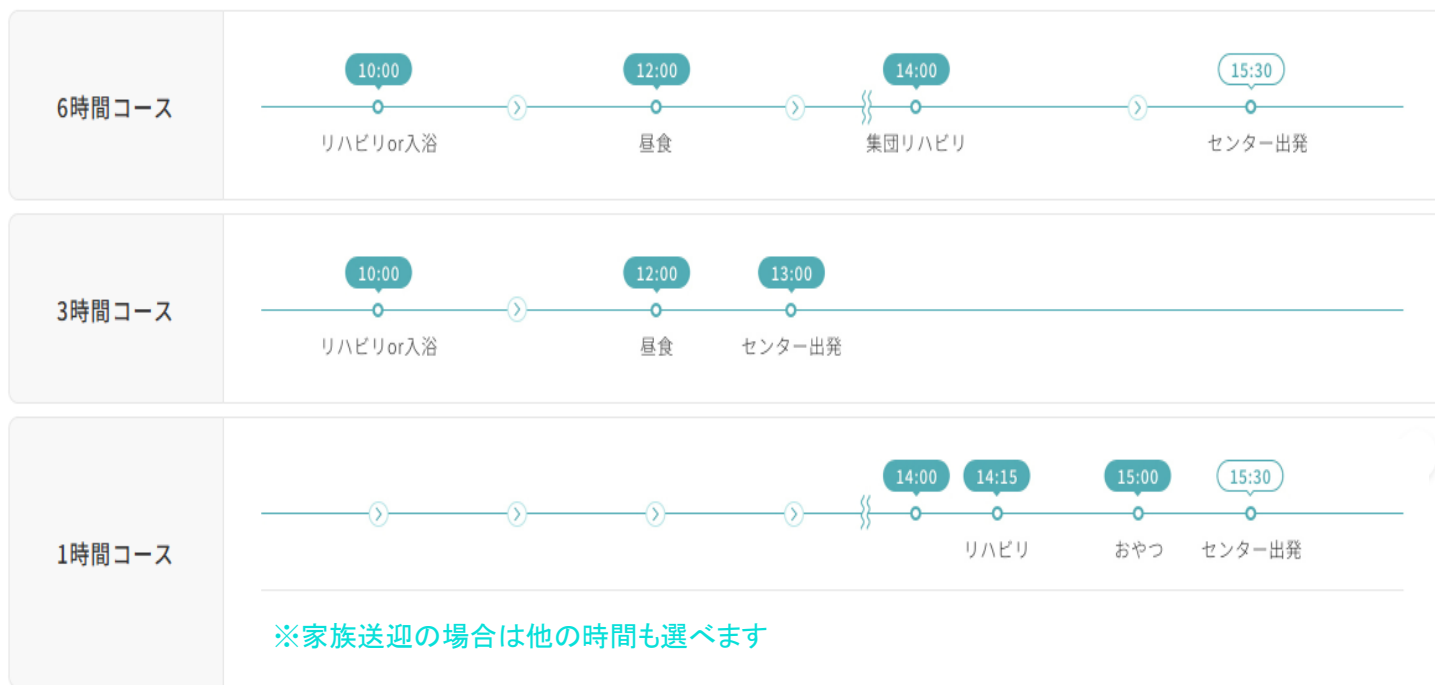 10:00 12:00 14:00 15:30
6時間コース
リハビリor入浴 昼食 集団リハビリ センター出発
10:00 12:00 13:00
3時間コース
リハビリor入浴 昼食 センター出発
14:00 14:15 15:00 15:30
1時間コース
リハビリ おやつ センター出発
※家族送迎の場合は他の時間も選べます